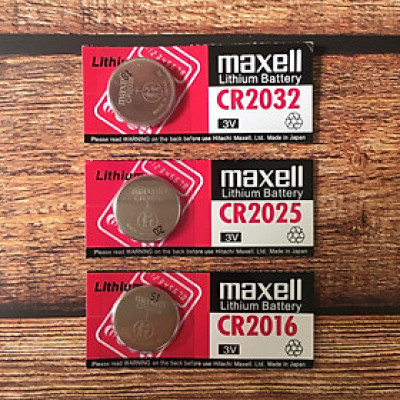 Lithium
maxell
Lithium Battery
CR2032
3V
Please read WARNING on the back before use Hitachi Maxell, Ltd. Made in Japan
maxell
Lithium
maxell
Lithium Battery
CR2025
3V
Please read WARNING on the back before use Hitachi Maxell, Ltd. Made in Japan
Lithium
maxell
Lithium Battery
CR2016
3V
Please read WARNING on the back before use Hitachi Maxell, Ltd. Made in Japan